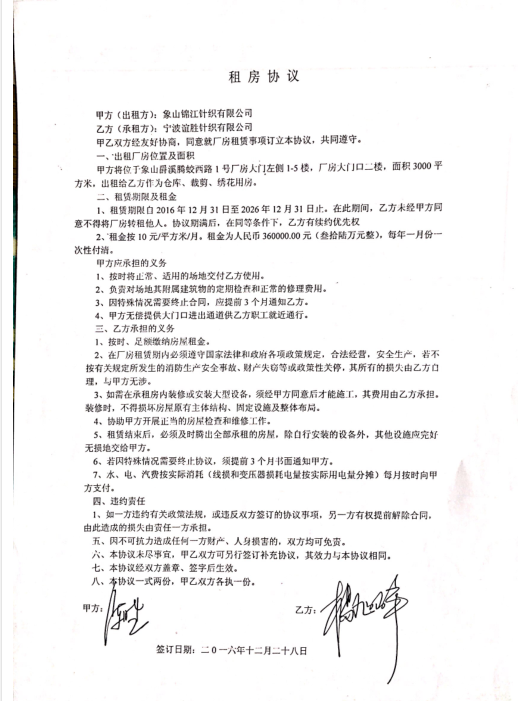 租房协议
甲方（出租方）：象山锦江针织有限公司
乙方（承租方）：宁波谊胜针织有限公司
甲乙双方经友好协商，同意就厂房租赁事项订立本协议，共同遵守。
一、出租厂房位置及面积
甲方将位于象山爵溪腾蛟西路1号厂房大门左侧1-5楼，厂房大门口二楼，面积3000平
方米，出租给乙方作为仓库、裁剪、绣花用房。
二、租赁期限及租金
1、租赁期限自2016年12月31日至2026年12月31日止。在此期间，乙方未经甲方同
意不得将厂房转租他人。协议期满后，在同等条件下，乙方有续约优先权
2、租金按10元/平方米/月。租金为人民币360000.00元（叁拾陆万元整），每年一月份一
次性付清。
甲方应承担的义务
1、按时将正常、适用的场地交付乙方使用。
2、负责对场地其附属建筑物的定期检查和正常的修理费用。
3、因特殊情况需要终止合同，应提前3个月通知乙方。
4、甲方无偿提供大门口进出通道供乙方职工就近通行。
三、乙方承担的义务
1、按时、足额缴纳房屋租金。
2、在厂房租赁期内必须遵守国家法律和政府各项政策规定，合法经营，安全生产，若不
按有关规定所发生的消防生产安全事故、财产失窃等或政策性关停，其所有的损失由乙方自
理，与甲方无涉。
3、如需在承租房内装修或安装大型设备，须经甲方同意后才能施工，其费用由乙方承担。
装修时，不得损坏房屋原有主体结构、固定设施及整体布局。
4、协助甲方开展正当的房屋检查和维修工作。
5、租赁结束后，必须及时腾出全部承租的房屋，除自行安装的设备外，其他设施应完好
无损地交给甲方。
6、若因特殊情况需要终止协议，须提前3个月书面通知甲方。
7、水、电、汽费按实际消耗（线损和变压器损耗电量按实际用电量分摊）每月按时向甲
方支付。
四、违约责任
1、如一方违约有关政策法规，或违反双方签订的协议事项，另一方有权提前解除合同，
由此造成的损失由责任一方承担。
五、因不可抗力造成任何一方财产、人身损害的，双方均可免责。
六、本协议未尽事宜，甲乙双方可另行签订补充协议，其效力与本协议相同。
七、本协议经双方盖章、签字后生效。
八、本协议一式两份，甲乙双方各执一份。
甲方： 乙方：
签订日期：二0一六年十二月二十八日